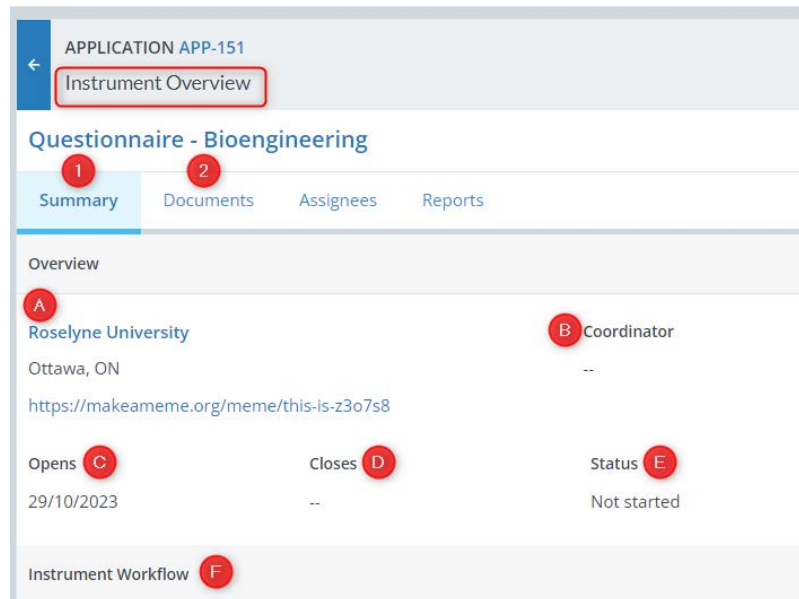 APPLICATION APP-151
Instrument Overview
Questionnaire - Bioengineering
1 2
Summary Documents Assignees Reports
Overview
A
Roselyne University B Coordinator
Ottawa, ON --
https://makeameme.org/meme/this-is-z3o7s8
Opens C Closes D Status E
29/10/2023 -- Not started
Instrument Workflow F